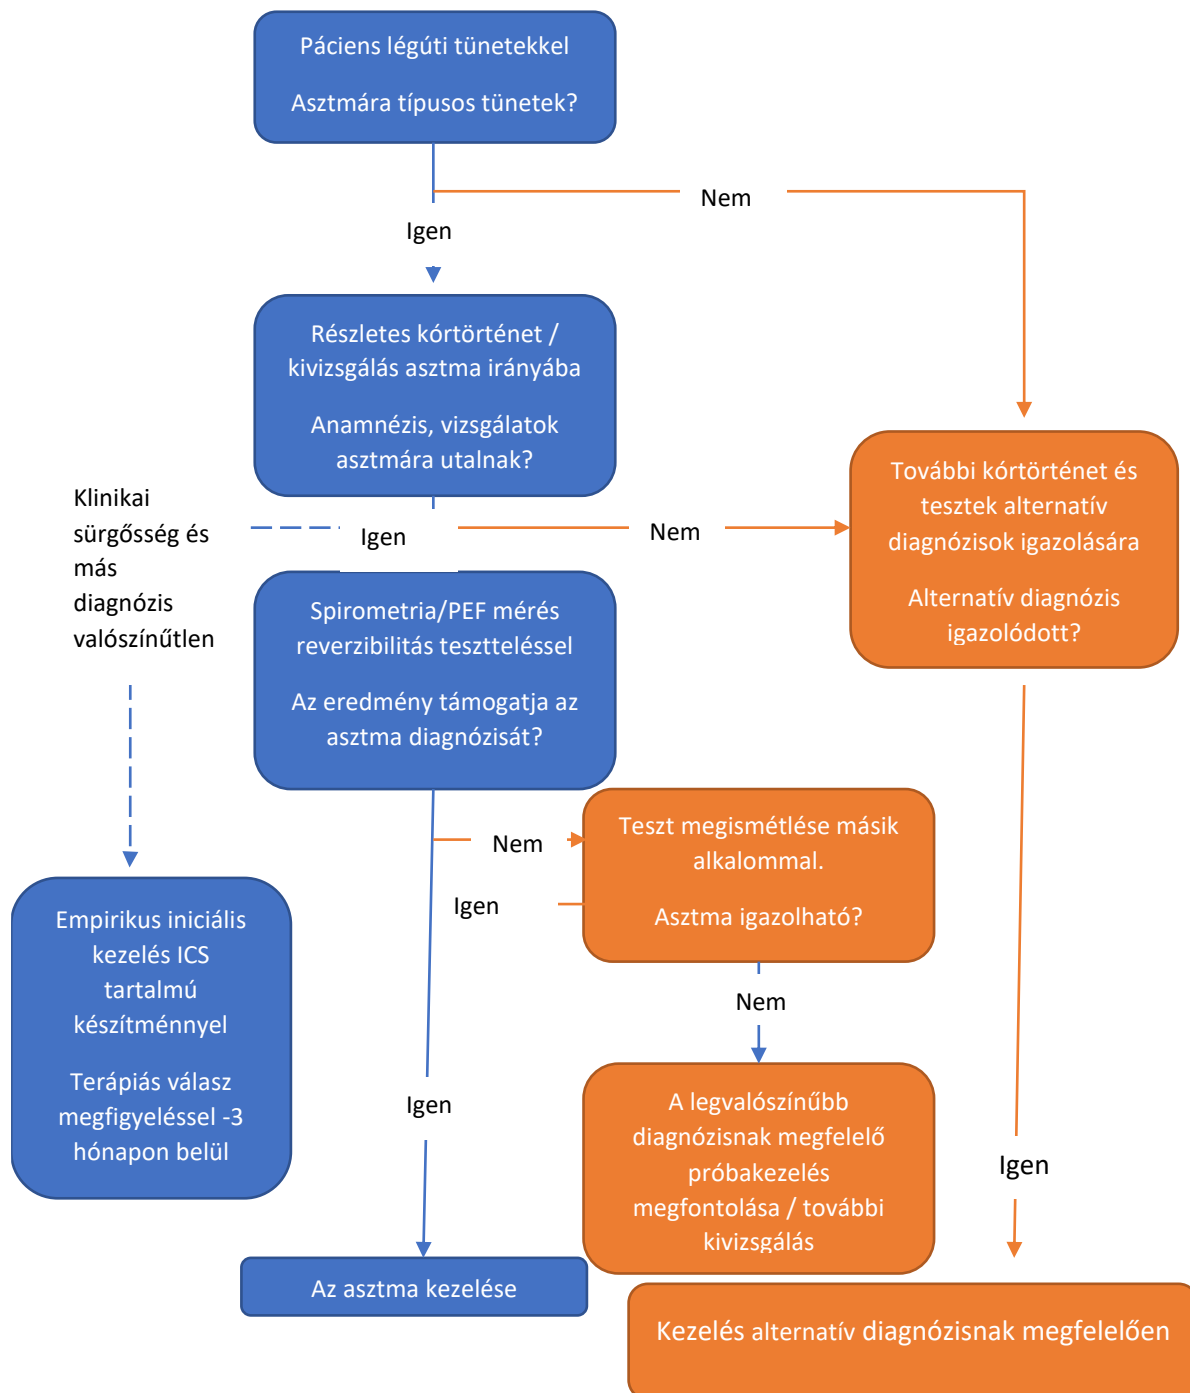 Páciens légúti tünetekkel
Asztmára típusos tünetek?
Nem
Igen
Részletes kórtörténet /
kivizsgálás asztma irányába
Anamnézis, vizsgálatok
asztmára utalnak?
További kórtörténet és
tesztek alternatív
diagnózisok igazolására
Alternatív diagnózis
igazolódott?
Klinikai
sürgősség és
más
diagnózis
valószínűtlen
Igen
Nem
Spirometria/PEF mérés
reverzibilitás teszteléssel
Az eredmény támogatja az
asztma diagnózisát?
Nem
Igen
Teszt megismétlése másik
alkalommal.
Asztma igazolható?
Empirikus iniciális
kezelés ICS
tartalmú
készítménnyel
Terápiás válasz
megfigyeléssel -3
hónapon belül
Nem
Igen
A legvalószínűbb
diagnózisnak megfelelő
próbakezelés
megfontolása / további
kivizsgálás
Igen
Az asztma kezelése
Kezelés alternatív diagnózisnak megfelelően